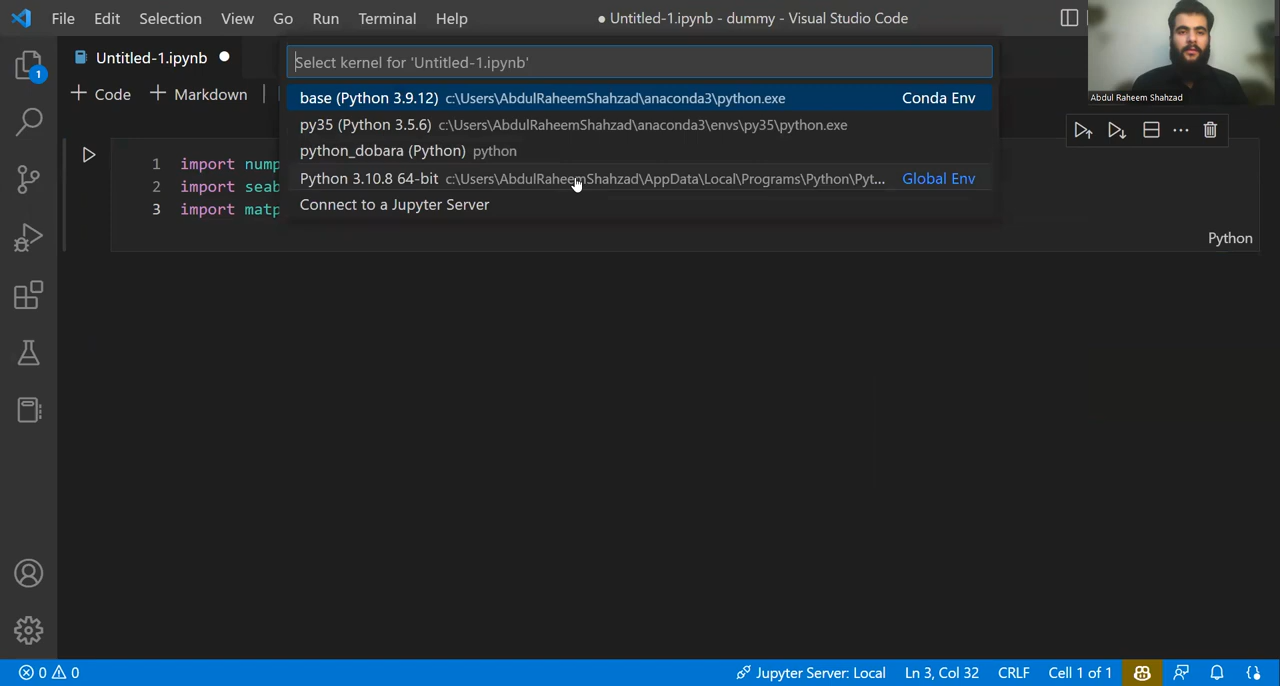 File Edit Selection View Go Run Terminal Help
● Untitled-1.ipynb - dummy - Visual Studio Code
Untitled-1.ipynb ●
Select kernel for 'Untitled-1.ipynb'
+ Code + Markdown
base (Python 3.9.12) c:\Users\AbdulRaheemShahzad\anaconda3\python.exe Conda Env
py35 (Python 3.5.6) c:\Users\AbdulRaheemShahzad\anaconda3\envs\py35\python.exe
python_dobara (Python) python
Python 3.10.8 64-bit c:\Users\AbdulRaheemShahzad\AppData\Local\Programs\Python\Pyt... Global Env
Connect to a Jupyter Server
Abdul Raheem Shahzad
1
1 import nump
2 import seab
3 import matp
Python
0 0
Jupyter Server: Local Ln 3, Col 32 CRLF Cell 1 of 1